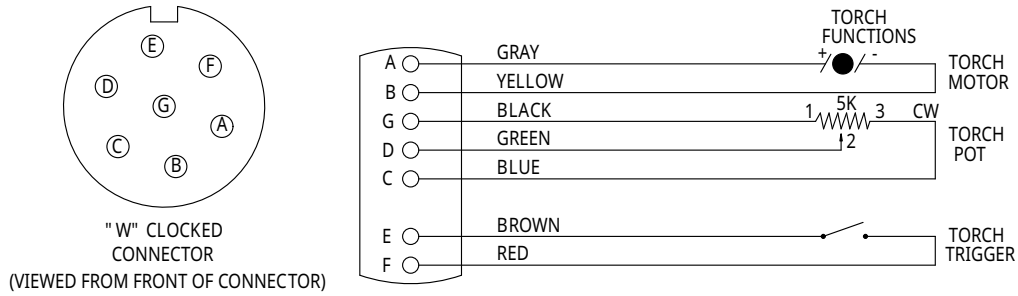 E
F
D
G
A
C
B
" W" CLOCKED
CONNECTOR
(VIEWED FROM FRONT OF CONNECTOR)
TORCH
FUNCTIONS
A GRAY + -
B YELLOW
TORCH
MOTOR
G BLACK 1 5K 3 CW
D GREEN 2
C BLUE
TORCH
POT
E BROWN
F RED
TORCH
TRIGGER